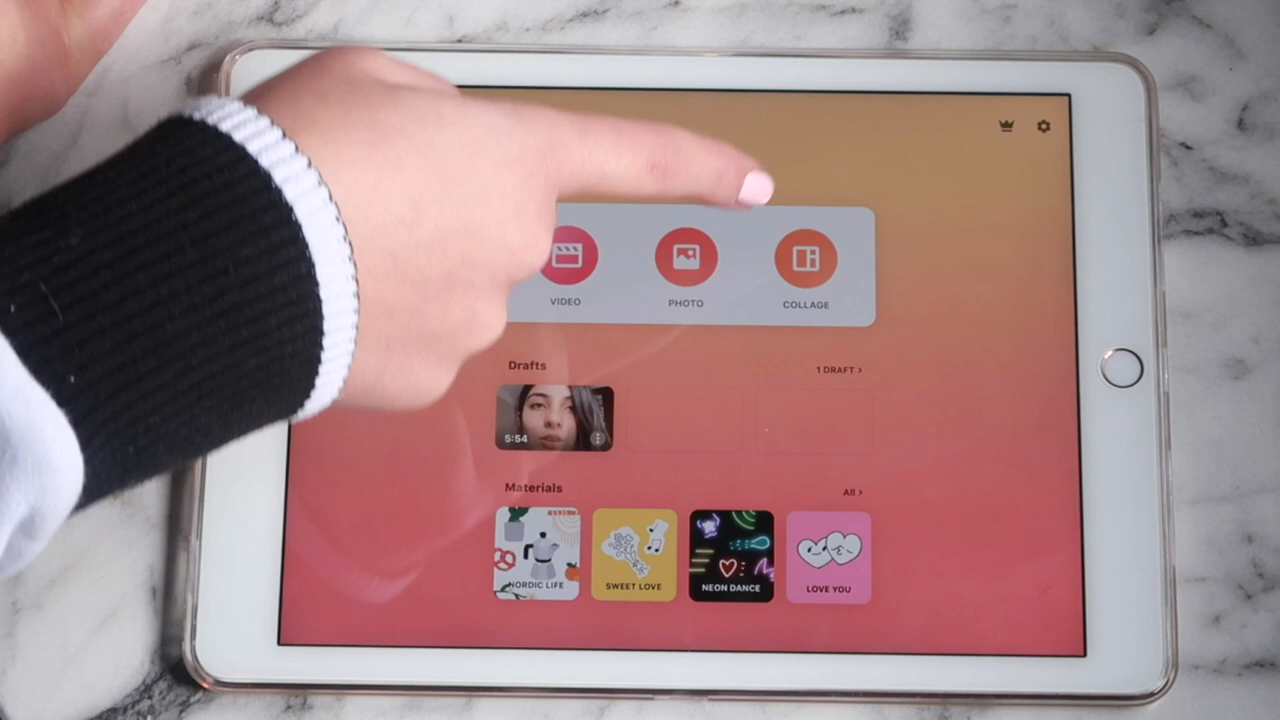 VIDEO PHOTO COLLAGE
Drafts 1 DRAFT >
5:54
Materials All >
NORDIC LIFE SWEET LOVE NEON DANCE LOVE YOU